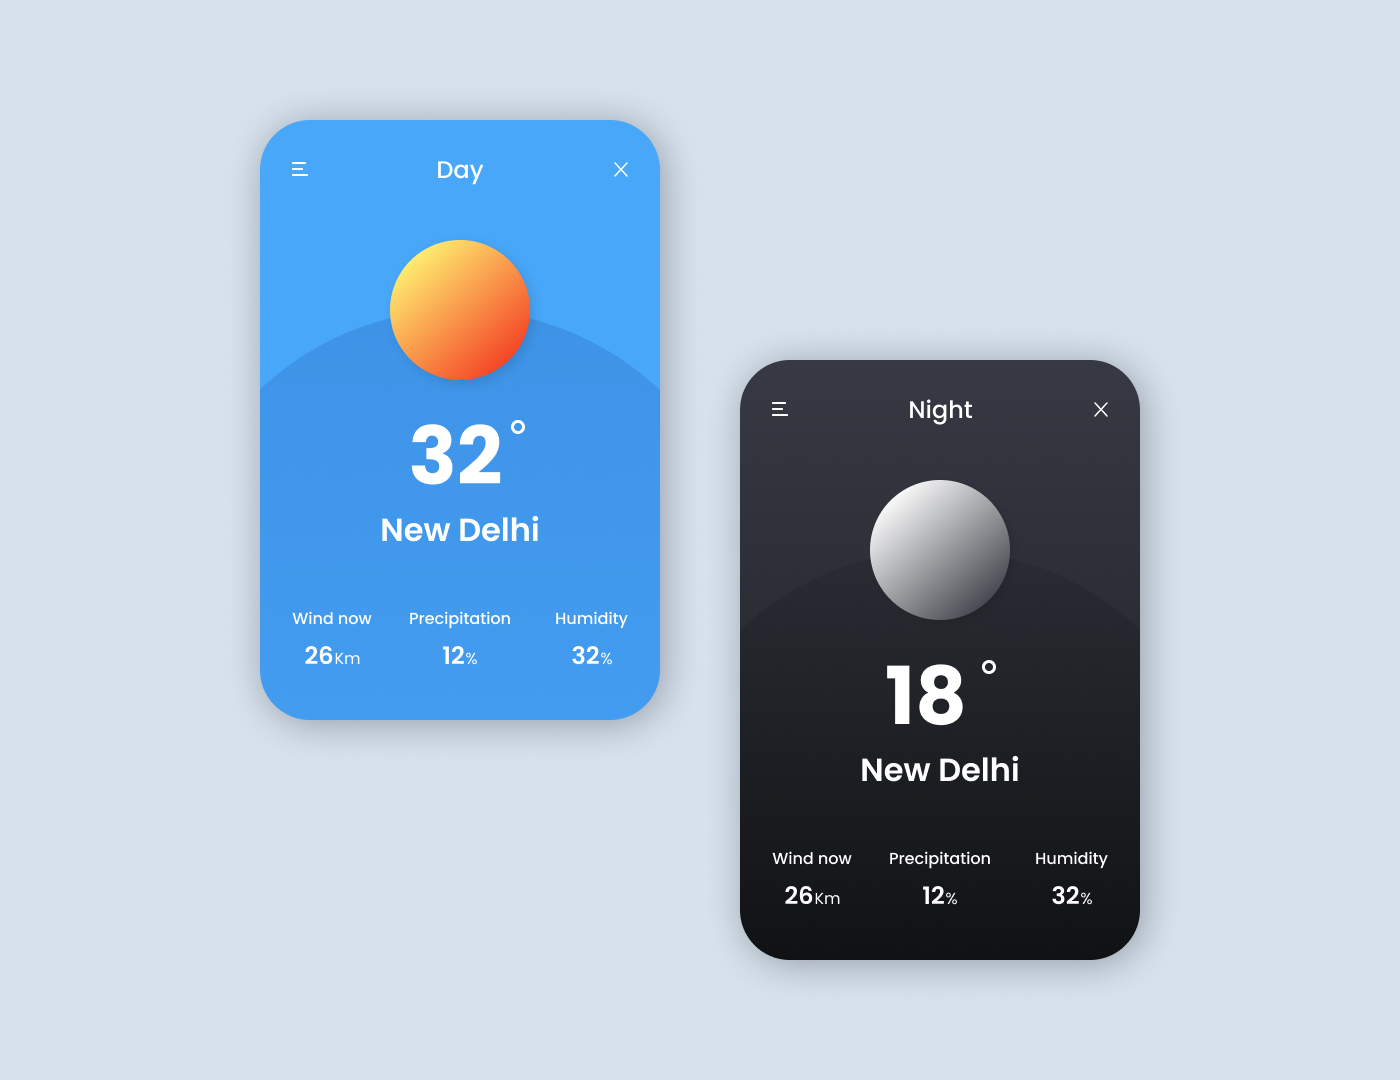 Day
32°
New Delhi
Wind now Precipitation Humidity
26Km 12% 32%
Night
18°
New Delhi
Wind now Precipitation Humidity
26Km 12% 32%